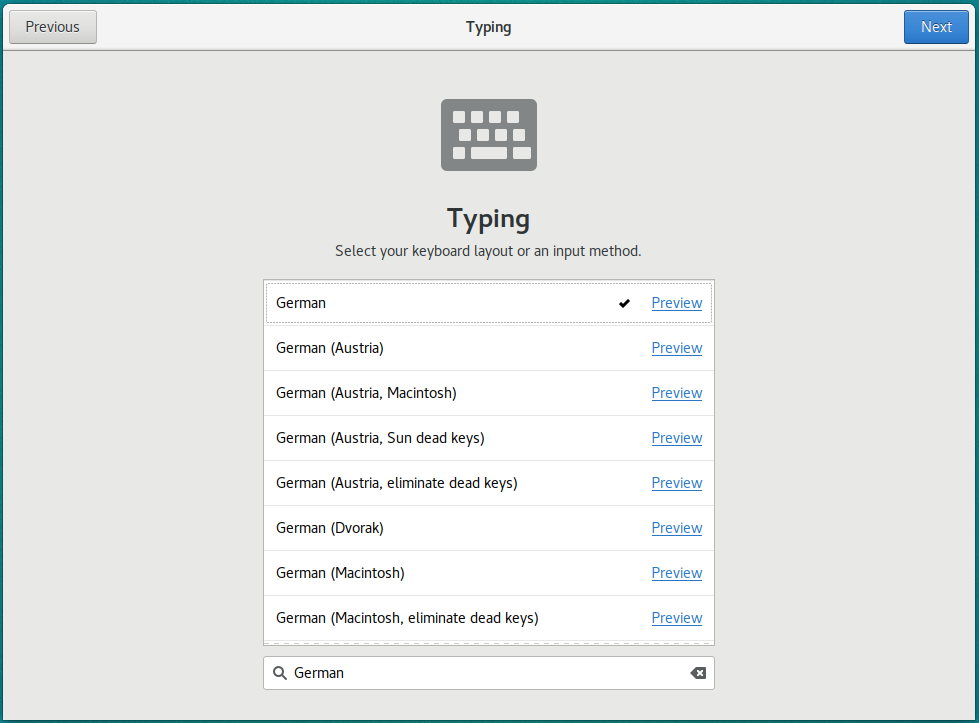 Previous Typing Next
Typing
Select your keyboard layout or an input method.
German Preview
German (Austria) Preview
German (Austria, Macintosh) Preview
German (Austria, Sun dead keys) Preview
German (Austria, eliminate dead keys) Preview
German (Dvorak) Preview
German (Macintosh) Preview
German (Macintosh, eliminate dead keys) Preview
German